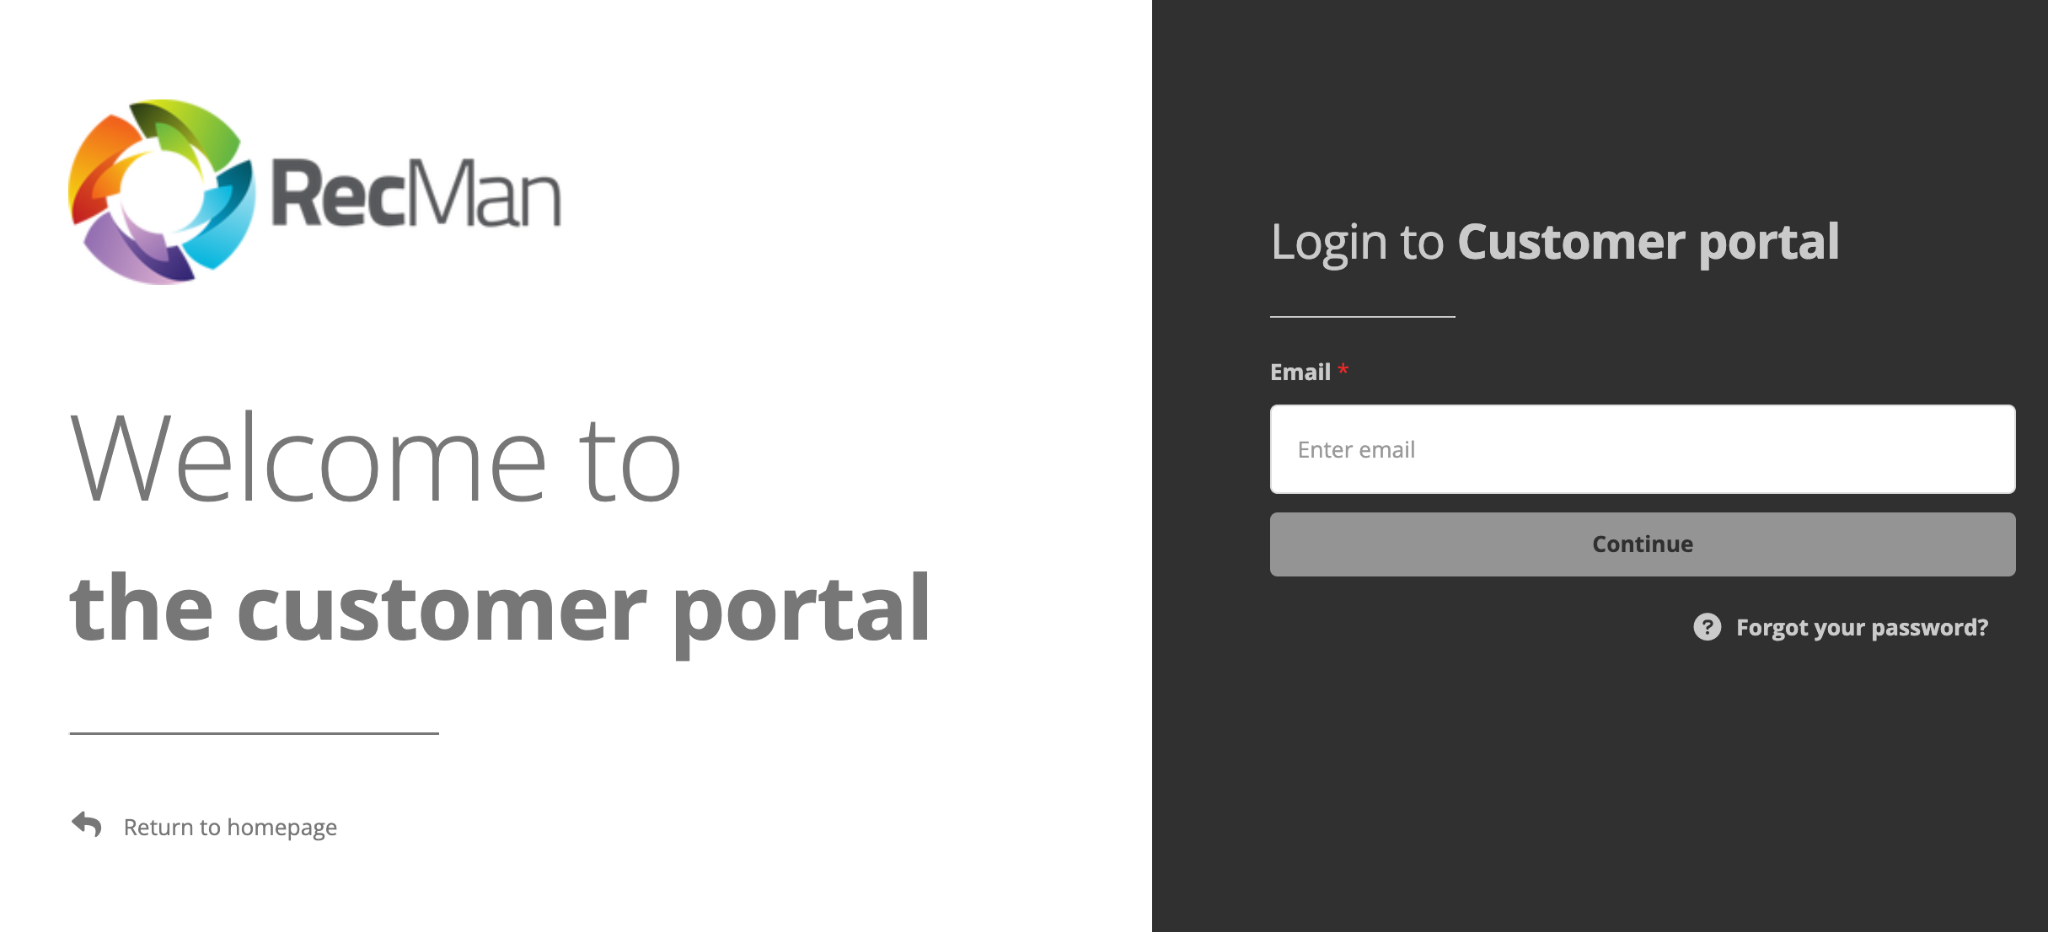 RecMan
Welcome to
the customer portal
Return to homepage
Login to Customer portal
Email *
Enter email
Continue
? Forgot your password?